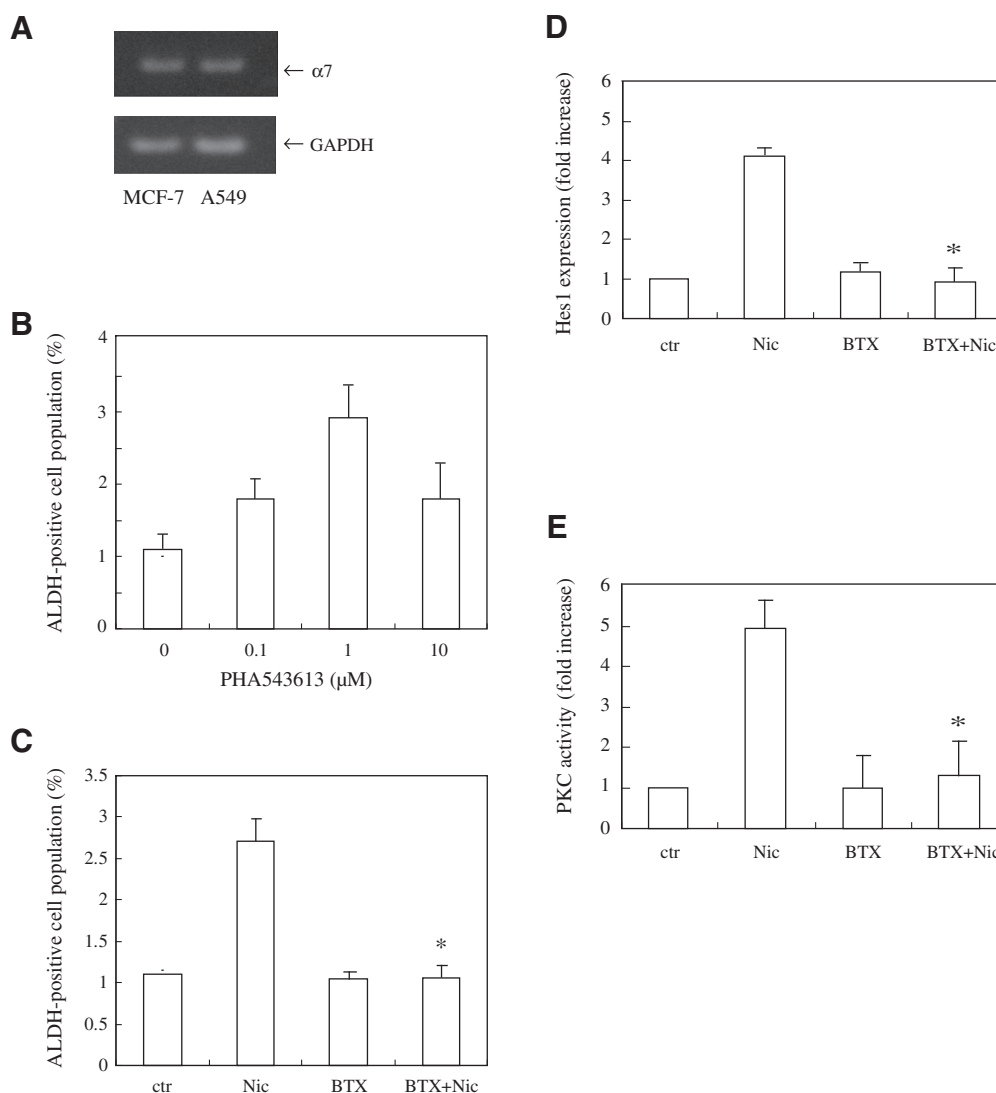 A
← α7
← GAPDH
MCF-7 A549
B
ALDH-positive cell population (%)
4
3
2
1
0
0 0.1 1 10
PHA543613 (µM)
C
ALDH-positive cell population (%)
3.5
3
2.5
2
1.5
1
0.5
0
*
ctr Nic BTX BTX+Nic
D
Hes1 expression (fold increase)
6
5
4
3
2
1
0
*
ctr Nic BTX BTX+Nic
E
PKC activity (fold increase)
6
5
4
3
2
1
0
*
ctr Nic BTX BTX+Nic